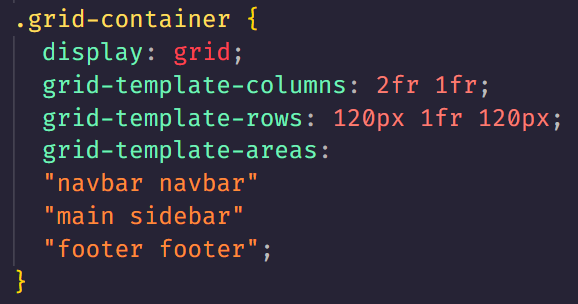 .grid-container {
  display: grid;
  grid-template-columns: 2fr 1fr;
  grid-template-rows: 120px 1fr 120px;
  grid-template-areas:
  "navbar navbar"
  "main sidebar"
  "footer footer";
}